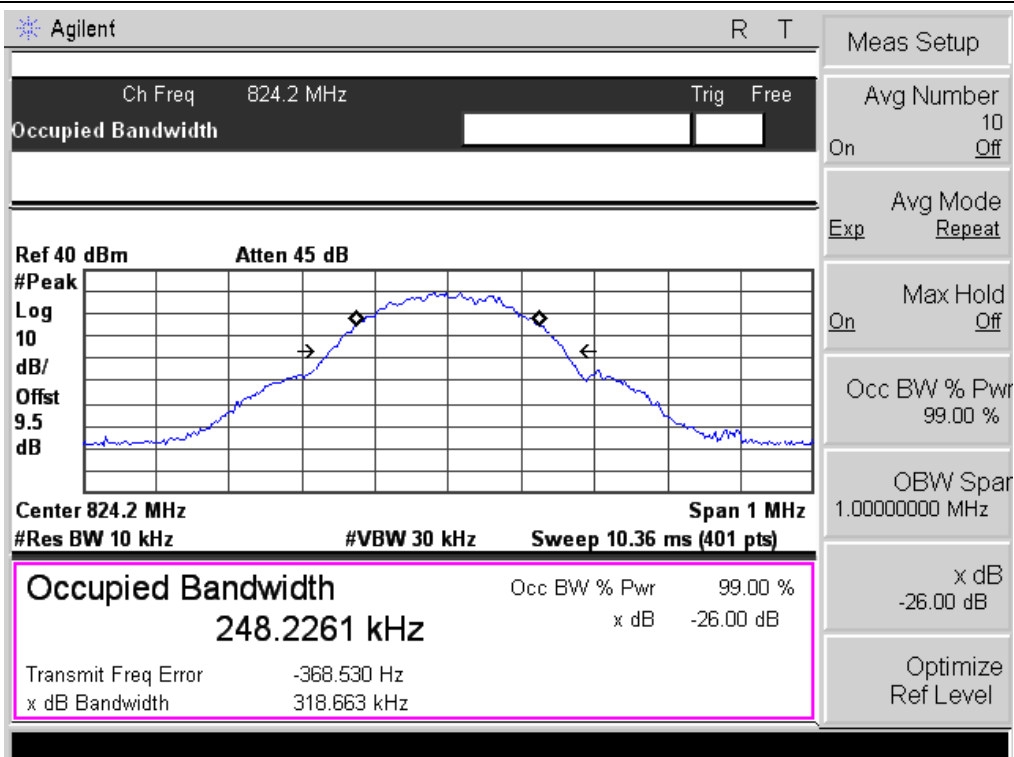 Agilent R T
Ch Freq 824.2 MHz Trig Free
Occupied Bandwidth
Ref 40 dBm Atten 45 dB
#Peak
Log
10
dB/
Offst
9.5
dB
Center 824.2 MHz Span 1 MHz
#Res BW 10 kHz #VBW 30 kHz Sweep 10.36 ms (401 pts)
Occupied Bandwidth Occ BW % Pwr 99.00 %
248.2261 kHz x dB -26.00 dB
Transmit Freq Error -368.530 Hz
x dB Bandwidth 318.663 kHz
Meas Setup
Avg Number
10
On Off
Avg Mode
Exp Repeat
Max Hold
On Off
Occ BW % Pwr
99.00 %
OBW Span
1.00000000 MHz
x dB
-26.00 dB
Optimize
Ref Level